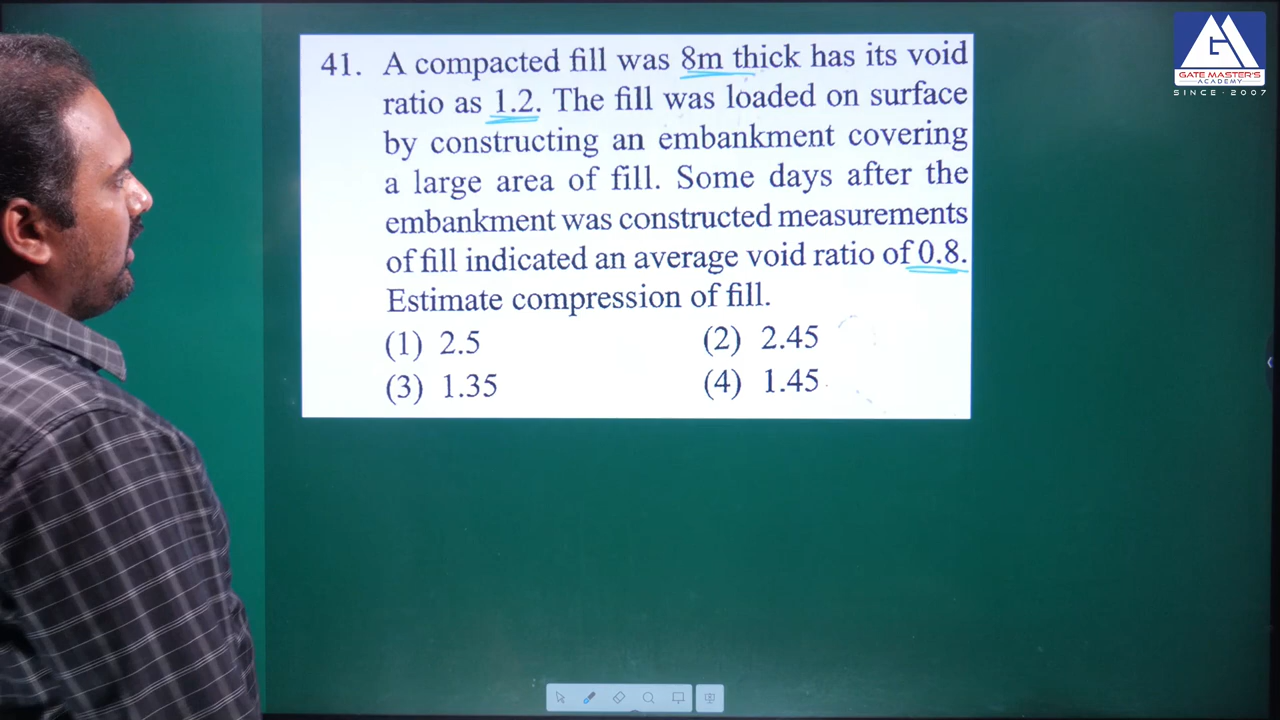 41. A compacted fill was 8m thick has its void
ratio as 1.2. The fill was loaded on surface
by constructing an embankment covering
a large area of fill. Some days after the
embankment was constructed measurements
of fill indicated an average void ratio of 0.8.
Estimate compression of fill.
(1) 2.5 (2) 2.45
(3) 1.35 (4) 1.45
G
GATE MASTER'S
ACADEMY
SINCE-2007